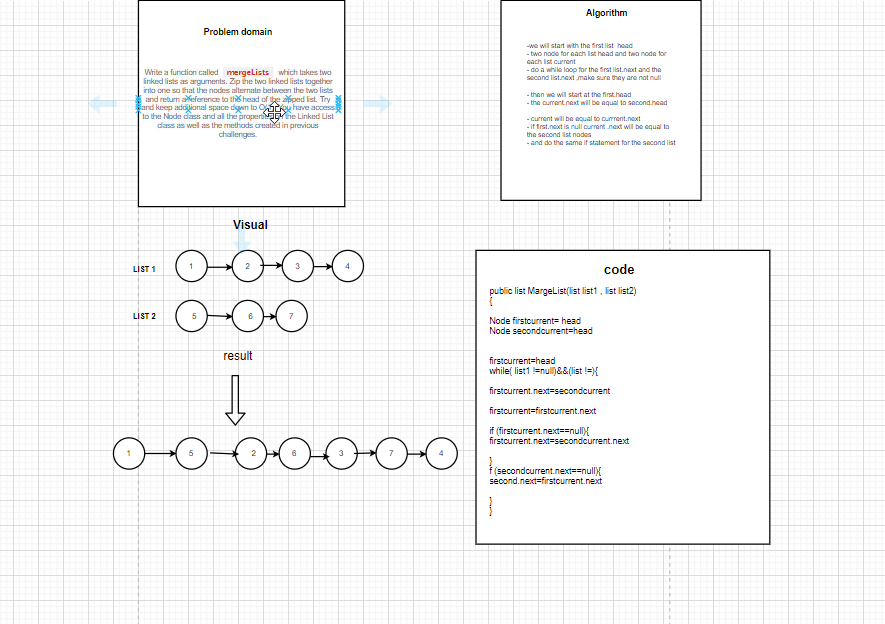 Problem domain
Write a function called mergeLists which takes two
linked lists as arguments. Zip the two linked lists together
into one so that the nodes alternate between the two lists
and return a reference to the head of the zipped list. Try
and keep additional space down to You have access
to the Node class and all the properties the Linked List
class as well as the methods created in previous
challenges.
Algorithm
-we will start with the first list head
- two node for each list head and two node for
each list current
- do a while loop for the first list.next and the
second list.next ,make sure they are not null
- then we will start at the first.head
- the current.next will be equal to second.head
- current will be equal to currrent.next
- if first.next is null current .next will be equal to
the second list nodes
- and do the same if statement for the second list
Visual
LIST 1
1
2
3
4
LIST 2
5
6
7
result
1
5
2
6
3
7
4
code
public list MargeList(list list1 , list list2)
{
Node firstcurrent= head
Node secondcurrent=head
firstcurrent=head
while( list1 !=null)&&(list !=){
firstcurrent.next=secondcurrent
firstcurrent=firstcurrent.next
if (firstcurrent.next==null){
firstcurrent.next=secondcurrent.next
}
f (secondcurrent.next==null){
second.next=firstcurrent.next
}
}